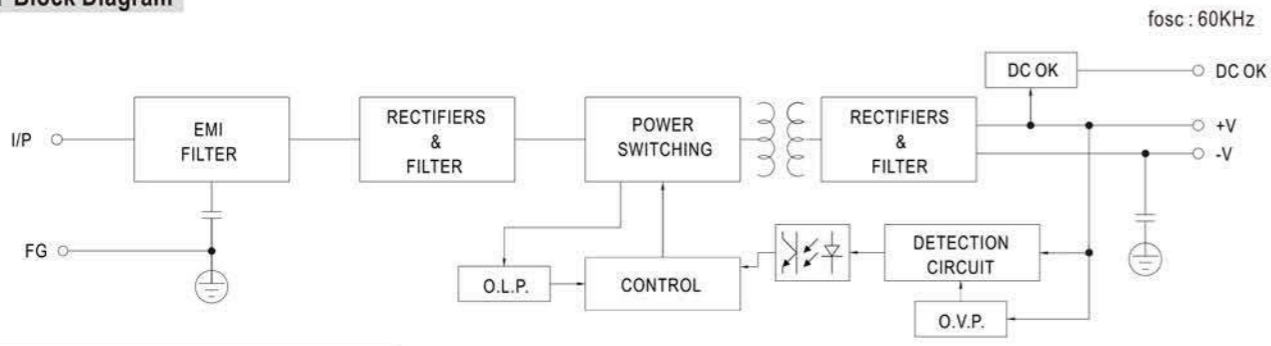 Block Diagram
fosc : 60KHz
DC OK
DC OK
I/P
EMI
FILTER
RECTIFIERS
&
FILTER
POWER
SWITCHING
RECTIFIERS
&
FILTER
+V
-V
FG
O.L.P.
CONTROL
DETECTION
CIRCUIT
O.V.P.